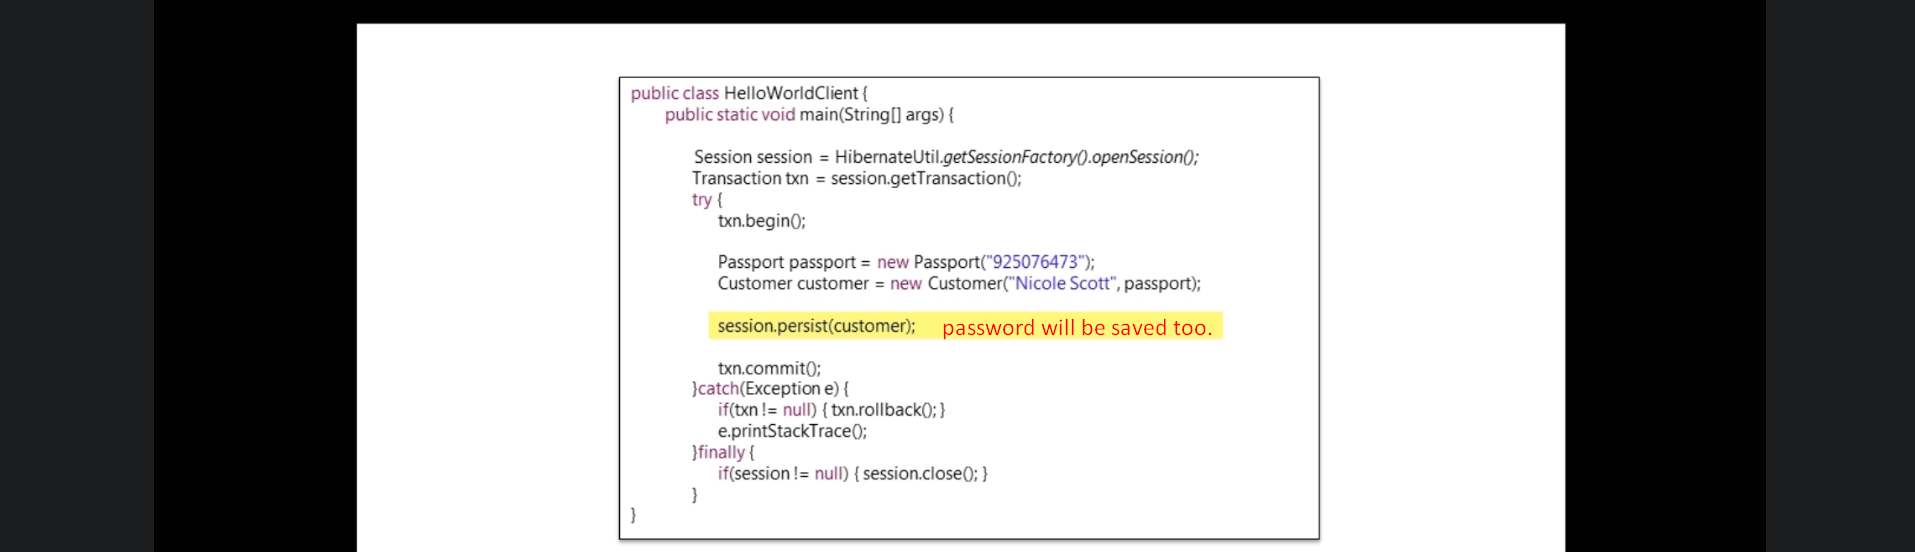 public class HelloWorldClient {
public static void main(String[] args) {
Session session = HibernateUtil.getSessionFactory().openSession();
Transaction txn = session.getTransaction();
try {
txn.begin();
Passport passport = new Passport("925076473");
Customer customer = new Customer("Nicole Scott", passport);
session.persist(customer); password will be saved too.
txn.commit();
}catch(Exception e) {
if(txn != null) { txn.rollback(); }
e.printStackTrace();
}finally {
if(session != null) { session.close(); }
}
}